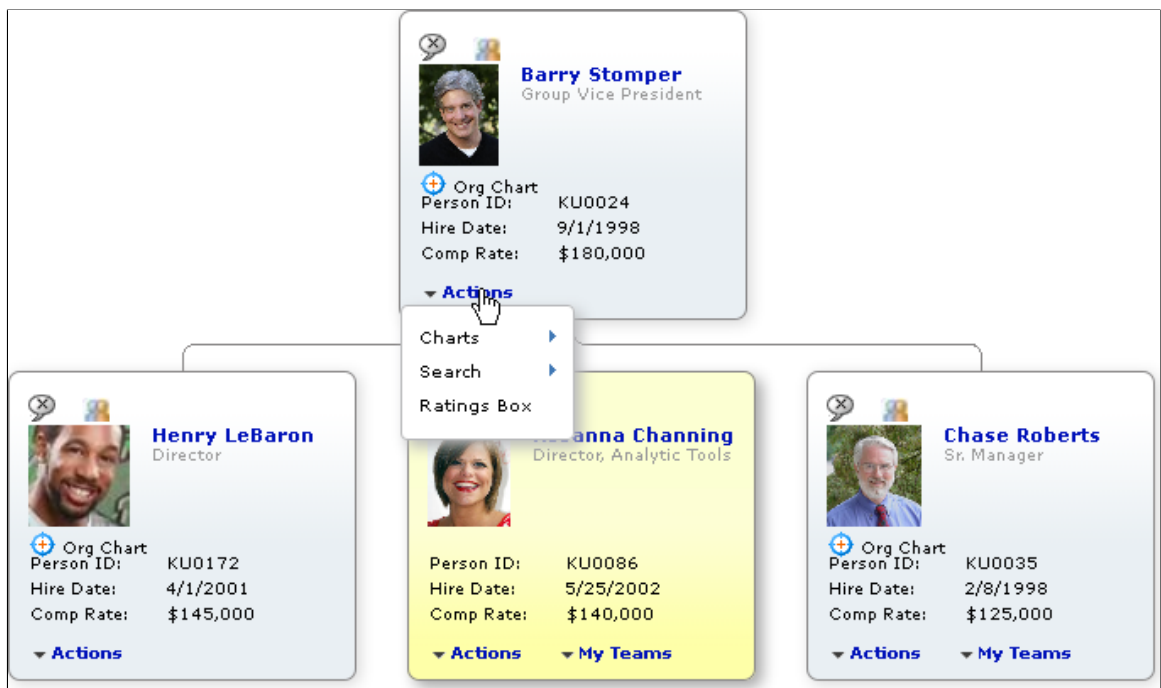 Barry Stomper
Group Vice President
Org Chart
Person ID: KU0024
Hire Date: 9/1/1998
Comp Rate: $180,000
Actions
Charts
Search
Ratings Box
Henry LeBaron
Director
Org Chart
Person ID: KU0172
Hire Date: 4/1/2001
Comp Rate: $145,000
Actions
Channing
Director, Analytic Tools
Person ID: KU0086
Hire Date: 5/25/2002
Comp Rate: $140,000
Actions My Teams
Chase Roberts
Sr. Manager
Org Chart
Person ID: KU0035
Hire Date: 2/8/1998
Comp Rate: $125,000
Actions My Teams